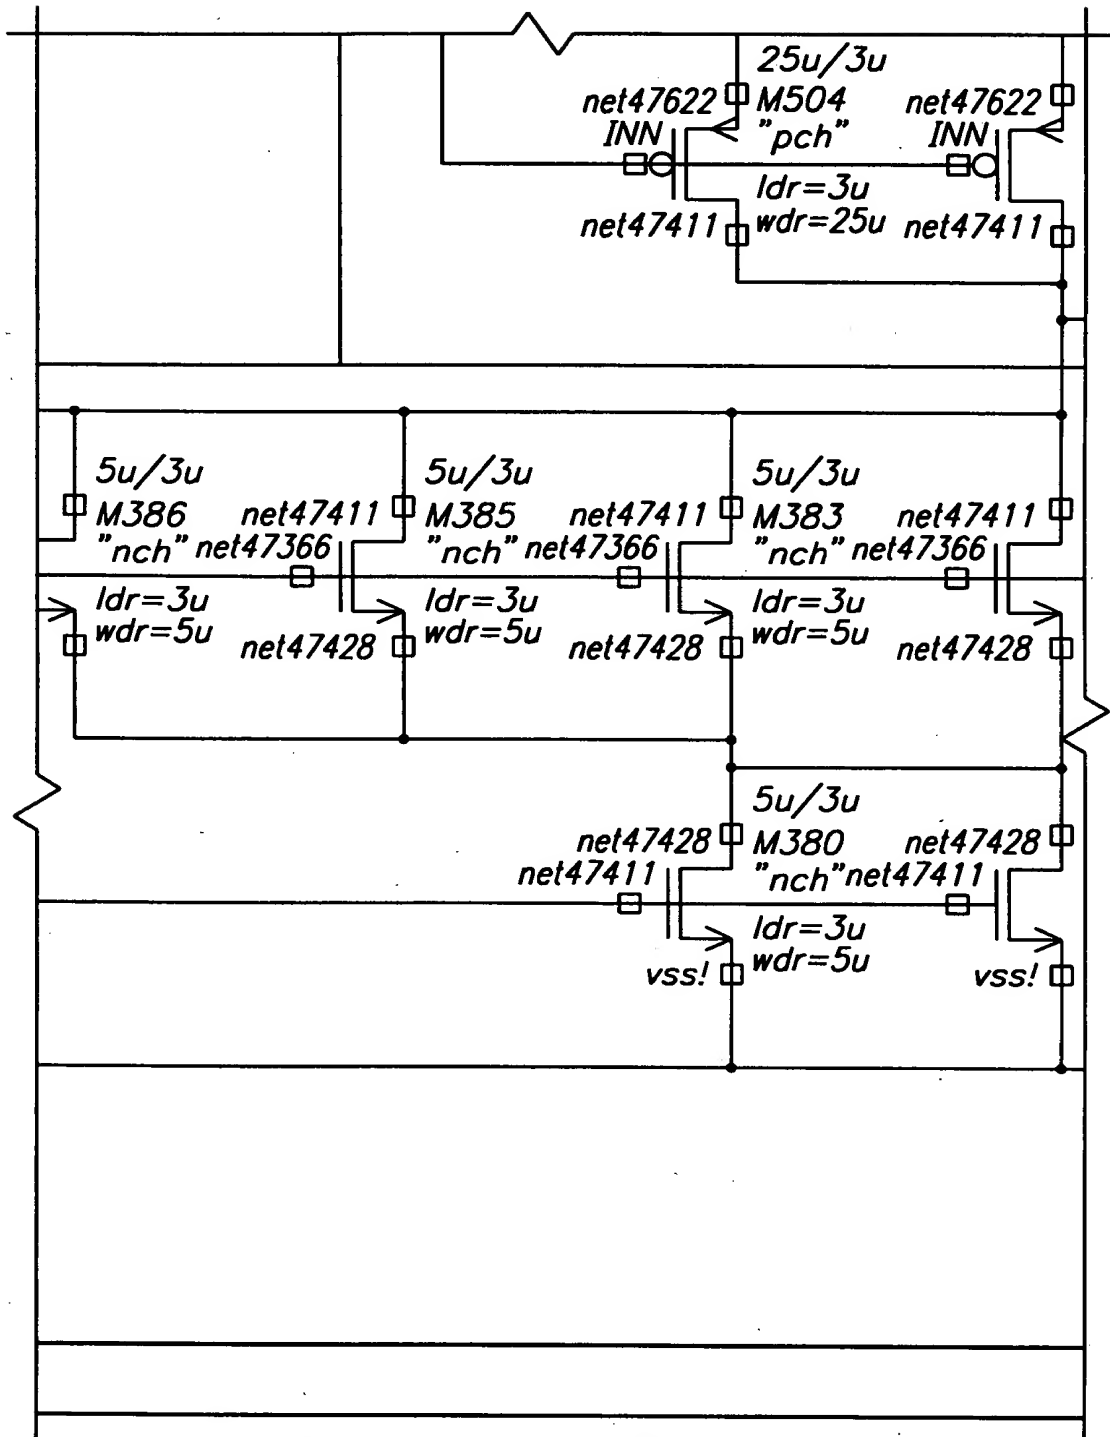 25u/3u
net47622 M504 net47622
INN "pch" INN
ldr=3u
net47411 wdr=25u net47411
5u/3u 5u/3u 5u/3u
M386 net47411 M385 net47411 M383 net47411
"nch" net47366 "nch" net47366 "nch" net47366
ldr=3u ldr=3u ldr=3u
wdr=5u net47428 wdr=5u net47428 wdr=5u net47428
5u/3u
net47428 M380 net47428
net47411 "nch" net47411
ldr=3u
vss! wdr=5u vss!